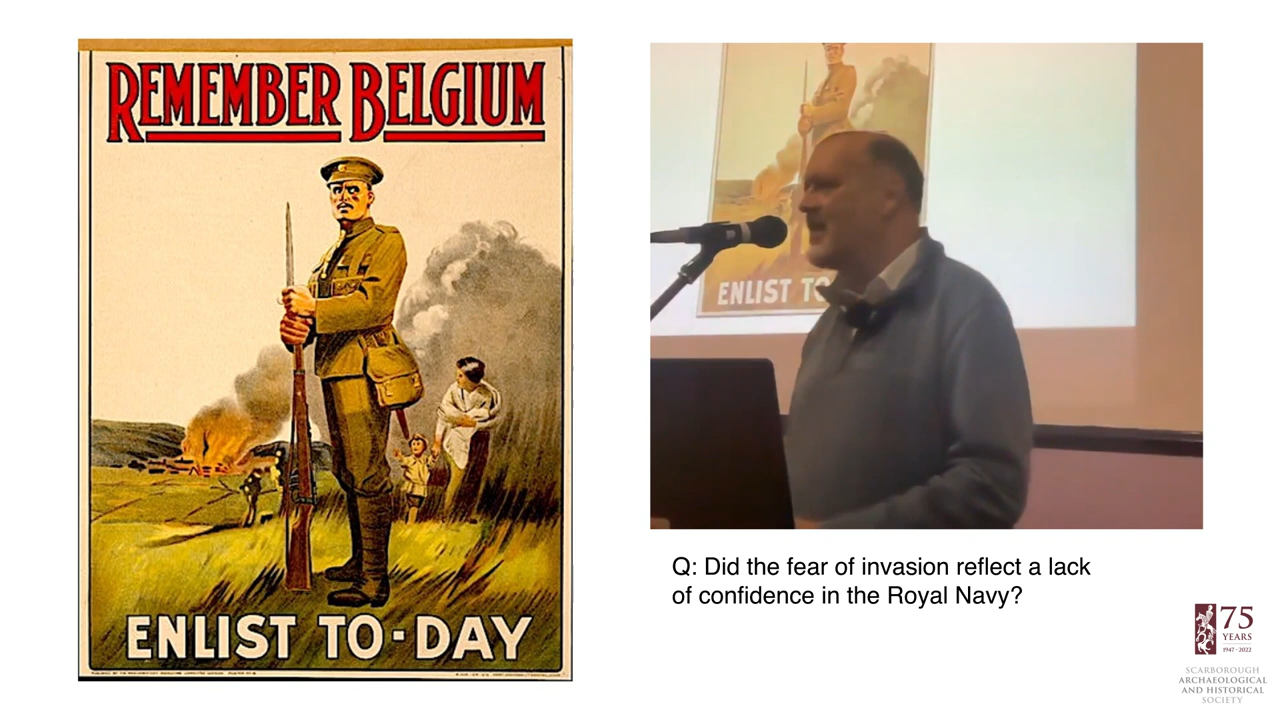 REMEMBER BELGIUM
ENLIST TO-DAY
ENLIST TO
Q: Did the fear of invasion reflect a lack
of confidence in the Royal Navy?
75
YEARS
1947 - 2022
SCARBOROUGH
ARCHAEOLOGICAL
AND HISTORICAL
SOCIETY